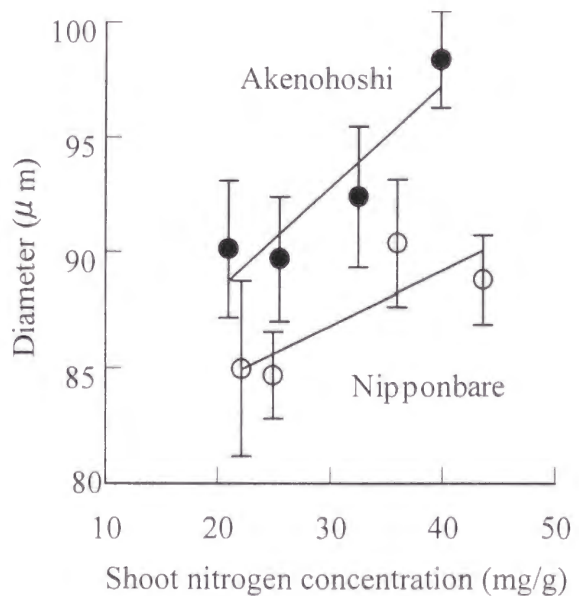 100
95
90
85
80
Diameter (μ m)
Akenohoshi
Nipponbare
10 20 30 40 50
Shoot nitrogen concentration (mg/g)